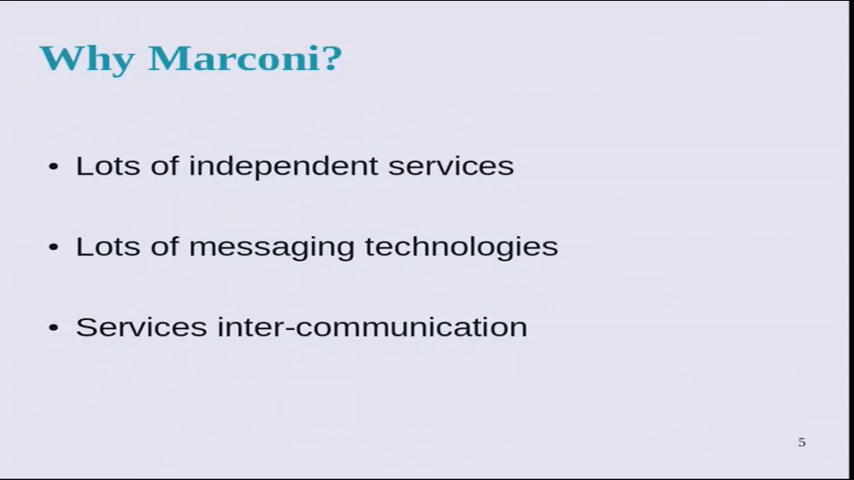 Why Marconi?
• Lots of independent services
• Lots of messaging technologies
• Services inter-communication
5